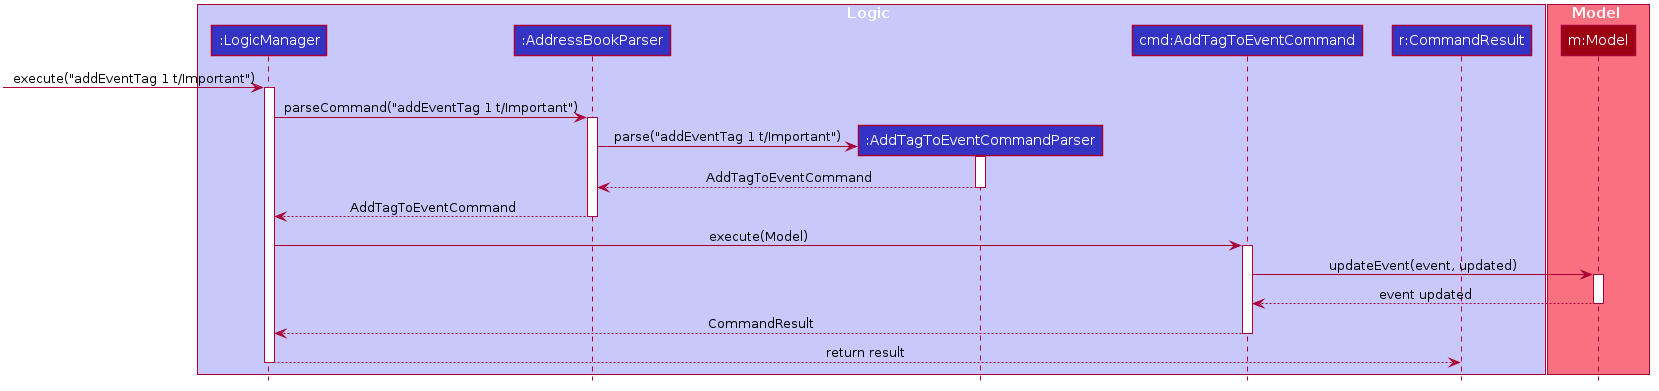 Logic
Model
:LogicManager
:AddressBookParser
cmd:AddTagToEventCommand
r:CommandResult
m:Model
execute("addEventTag 1 t/Important")
parseCommand("addEventTag 1 t/Important")
parse("addEventTag 1 t/Important")
:AddTagToEventCommandParser
AddTagToEventCommand
AddTagToEventCommand
execute(Model)
updateEvent(event, updated)
event updated
CommandResult
return result